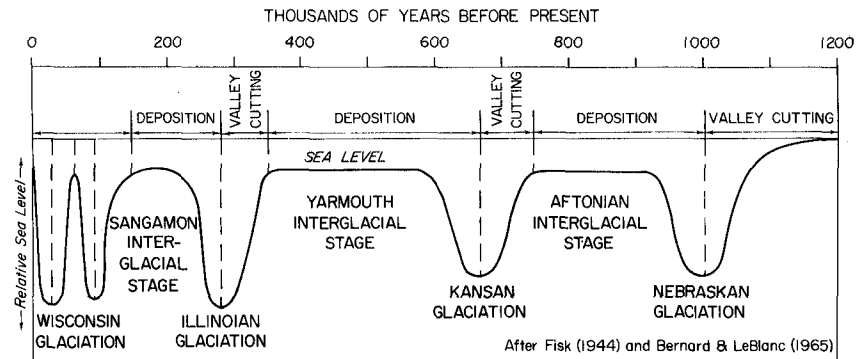 THOUSANDS OF YEARS BEFORE PRESENT
0 200 400 600 800 1000 1200
DEPOSITION
VALLEY
CUTTING
DEPOSITION
VALLEY
CUTTING
DEPOSITION
VALLEY CUTTING
SEA LEVEL
Relative Sea Level
SANGAMON
INTER-
GLACIAL
STAGE
YARMOUTH
INTERGLACIAL
STAGE
AFTONIAN
INTERGLACIAL
STAGE
WISCONSIN
GLACIATION
ILLINOIAN
GLACIATION
KANSAN
GLACIATION
NEBRASKAN
GLACIATION
After Fisk (1944) and Bernard & LeBlanc (1965)